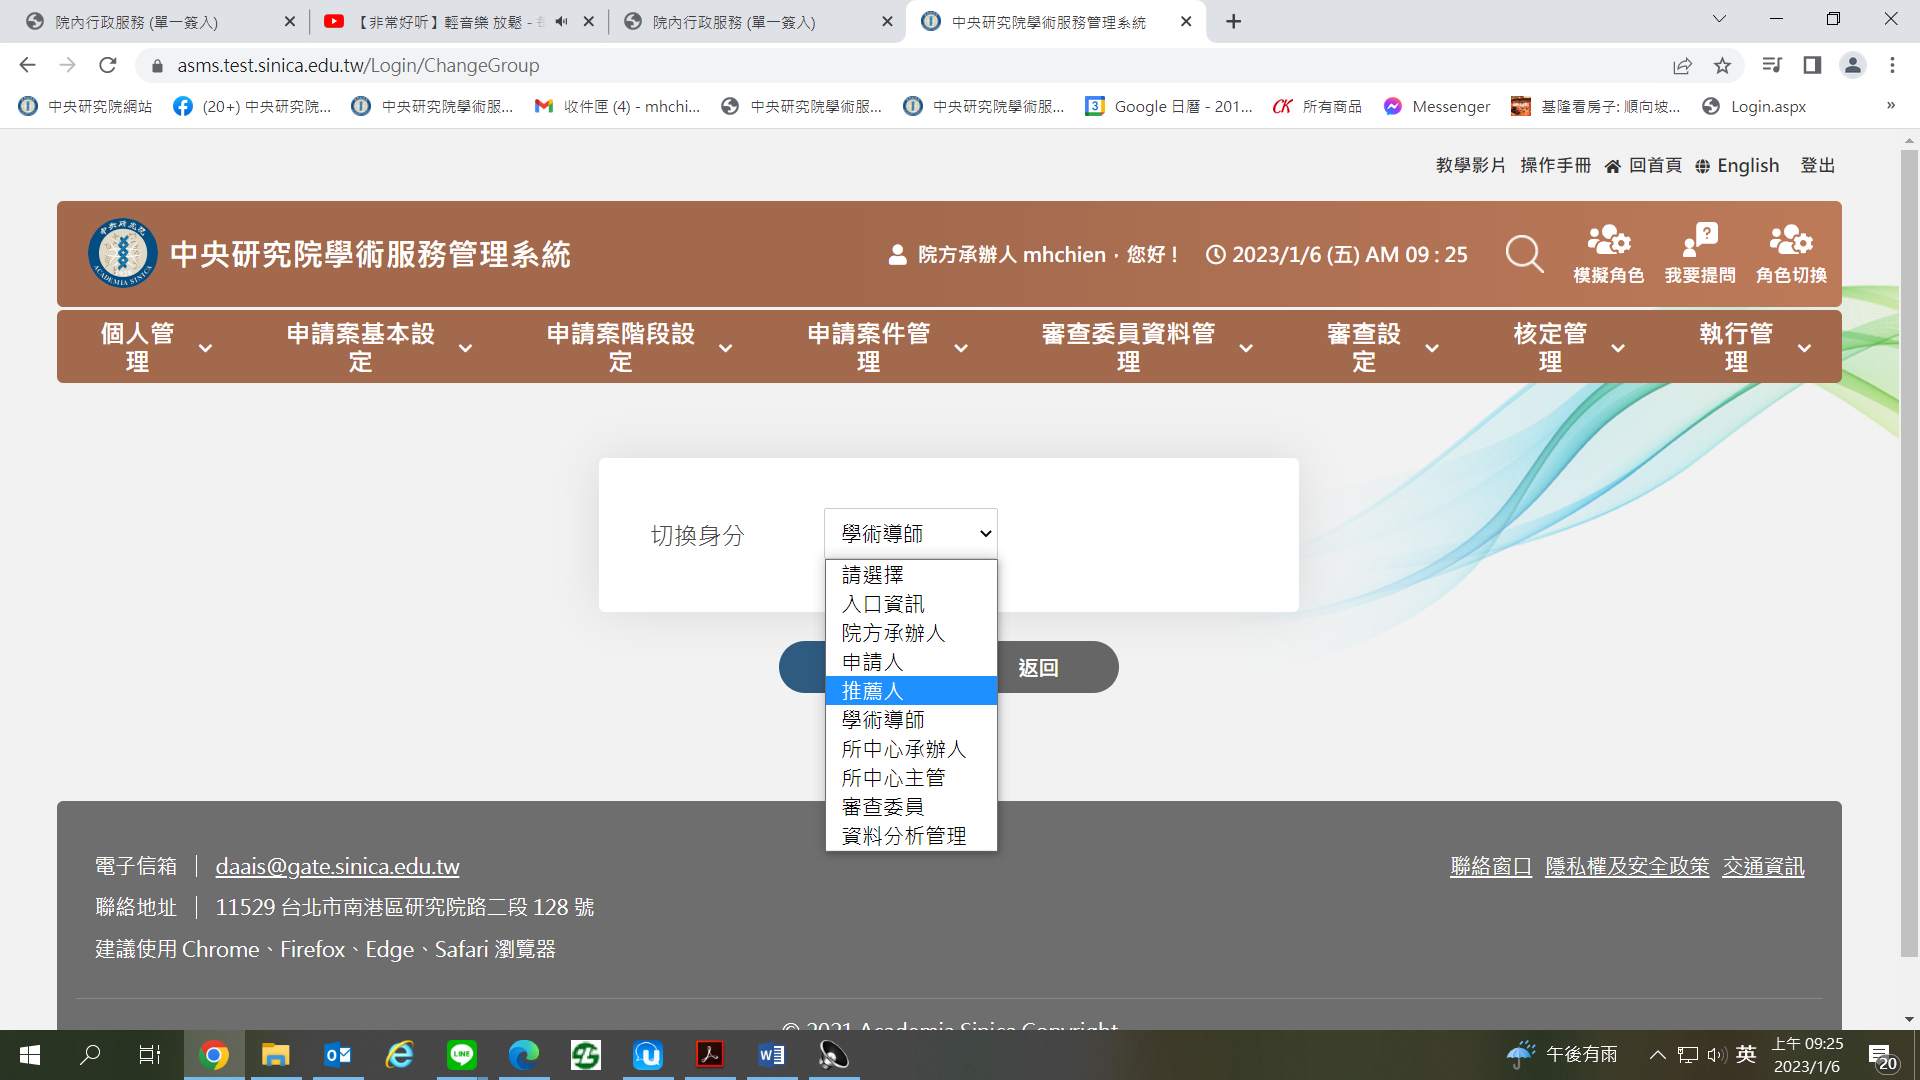 院內行政服務 (單一簽入)
【非常好听】輕音樂 放鬆 -
院內行政服務 (單一簽入)
中央研究院學術服務管理系統
asms.test.sinica.edu.tw/Login/ChangeGroup
中央研究院網站
(20+) 中央研究院...
中央研究院學術服...
收件匣 (4) - mhchi...
中央研究院學術服...
中央研究院學術服...
3
Google 日曆 - 201...
CK 所有商品
Messenger
基隆看房子: 順向坡...
Login.aspx
»
教學影片
操作手冊
回首頁
English
登出
中央研究院
ACADEMIA SINICA
中央研究院學術服務管理系統
院方承辦人 mhchien，您好！
2023/1/6 (五) AM 09 : 25
模擬角色
?
我要提問
角色切換
個人管
理
申請案基本設
定
申請案階段設
定
申請案件管
理
審查委員資料管
理
審查設
定
核定管
理
執行管
理
切換身分
學術導師
請選擇
入口資訊
院方承辦人
申請人
推薦人
學術導師
所中心承辦人
所中心主管
審查委員
資料分析管理
返回
電子信箱 | daais@gate.sinica.edu.tw
聯絡地址 | 11529 台北市南港區研究院路二段 128 號
建議使用 Chrome、Firefox、Edge、Safari 瀏覽器
聯絡窗口
隱私權及安全政策
交通資訊
© 2021 Academia Sinica Copyright
LINE
午後有雨
英
上午 09:25
2023/1/6
20